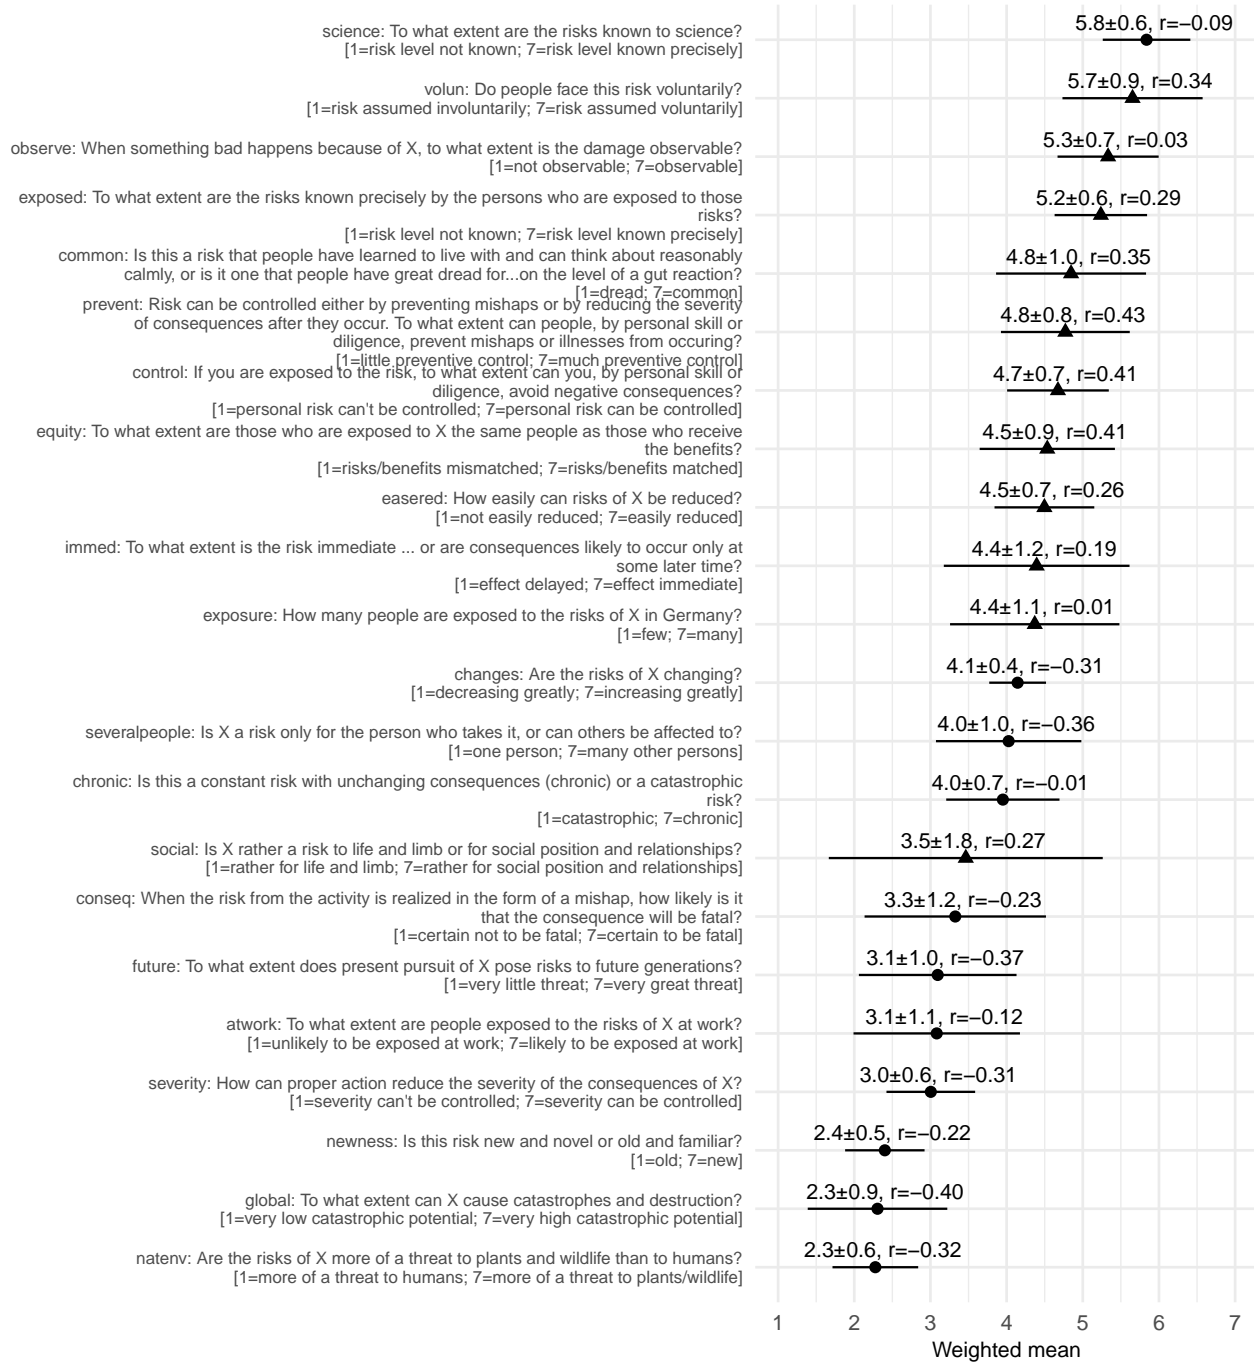 science: To what extent are the risks known to science?
[1=risk level not known; 7=risk level known precisely]
5.8±0.6, r=−0.09
volun: Do people face this risk voluntarily?
[1=risk assumed involuntarily; 7=risk assumed voluntarily]
5.7±0.9, r=0.34
observe: When something bad happens because of X, to what extent is the damage observable?
[1=not observable; 7=observable]
5.3±0.7, r=0.03
exposed: To what extent are the risks known precisely by the persons who are exposed to those
risks?
[1=risk level not known; 7=risk level known precisely]
5.2±0.6, r=0.29
common: Is this a risk that people have learned to live with and can think about reasonably
calmly, or is it one that people have great dread for...on the level of a gut reaction?
[1=dread; 7=common]
4.8±1.0, r=0.35
prevent: Risk can be controlled either by preventing mishaps or by reducing the severity
of consequences after they occur. To what extent can people, by personal skill or
diligence, prevent mishaps or illnesses from occuring?
[1=little preventive control; 7=much preventive control]
4.8±0.8, r=0.43
control: If you are exposed to the risk, to what extent can you, by personal skill or
diligence, avoid negative consequences?
[1=personal risk can't be controlled; 7=personal risk can be controlled]
4.7±0.7, r=0.41
equity: To what extent are those who are exposed to X the same people as those who receive
the benefits?
[1=risks/benefits mismatched; 7=risks/benefits matched]
4.5±0.9, r=0.41
easered: How easily can risks of X be reduced?
[1=not easily reduced; 7=easily reduced]
4.5±0.7, r=0.26
immed: To what extent is the risk immediate ... or are consequences likely to occur only at
some later time?
[1=effect delayed; 7=effect immediate]
4.4±1.2, r=0.19
exposure: How many people are exposed to the risks of X in Germany?
[1=few; 7=many]
4.4±1.1, r=0.01
changes: Are the risks of X changing?
[1=decreasing greatly; 7=increasing greatly]
4.1±0.4, r=−0.31
severalpeople: Is X a risk only for the person who takes it, or can others be affected to?
[1=one person; 7=many other persons]
4.0±1.0, r=−0.36
chronic: Is this a constant risk with unchanging consequences (chronic) or a catastrophic
risk?
[1=catastrophic; 7=chronic]
4.0±0.7, r=−0.01
social: Is X rather a risk to life and limb or for social position and relationships?
[1=rather for life and limb; 7=rather for social position and relationships]
3.5±1.8, r=0.27
conseq: When the risk from the activity is realized in the form of a mishap, how likely is it
that the consequence will be fatal?
[1=certain not to be fatal; 7=certain to be fatal]
3.3±1.2, r=−0.23
future: To what extent does present pursuit of X pose risks to future generations?
[1=very little threat; 7=very great threat]
3.1±1.0, r=−0.37
atwork: To what extent are people exposed to the risks of X at work?
[1=unlikely to be exposed at work; 7=likely to be exposed at work]
3.1±1.1, r=−0.12
severity: How can proper action reduce the severity of the consequences of X?
[1=severity can't be controlled; 7=severity can be controlled]
3.0±0.6, r=−0.31
newness: Is this risk new and novel or old and familiar?
[1=old; 7=new]
2.4±0.5, r=−0.22
global: To what extent can X cause catastrophes and destruction?
[1=very low catastrophic potential; 7=very high catastrophic potential]
2.3±0.9, r=−0.40
natenv: Are the risks of X more of a threat to plants and wildlife than to humans?
[1=more of a threat to humans; 7=more of a threat to plants/wildlife]
2.3±0.6, r=−0.32
1 2 3 4 5 6 7
Weighted mean